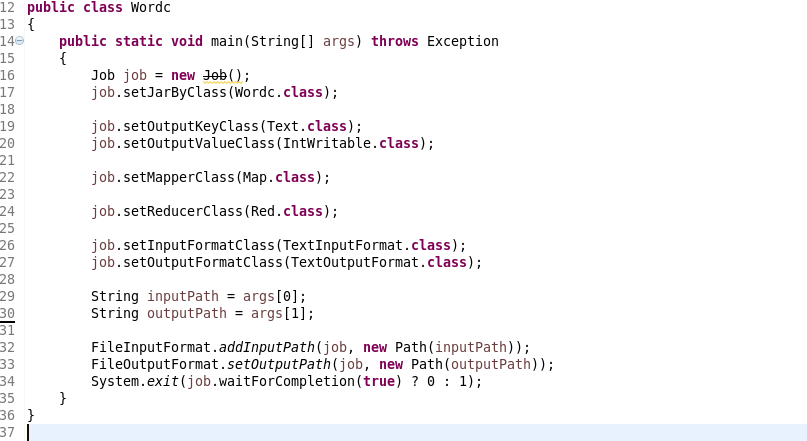 12 public class Wordc
13 {
14 public static void main(String[] args) throws Exception
15 {
16 Job job = new Job();
17 job.setJarByClass(Wordc.class);
18
19 job.setOutputKeyClass(Text.class);
20 job.setOutputValueClass(IntWritable.class);
21
22 job.setMapperClass(Map.class);
23
24 job.setReducerClass(Red.class);
25
26 job.setInputFormatClass(TextInputFormat.class);
27 job.setOutputFormatClass(TextOutputFormat.class);
28
29 String inputPath = args[0];
30 String outputPath = args[1];
31
32 FileInputFormat.addInputPath(job, new Path(inputPath));
33 FileOutputFormat.setOutputPath(job, new Path(outputPath));
34 System.exit(job.waitForCompletion(true) ? 0 : 1);
35 }
36 }
37